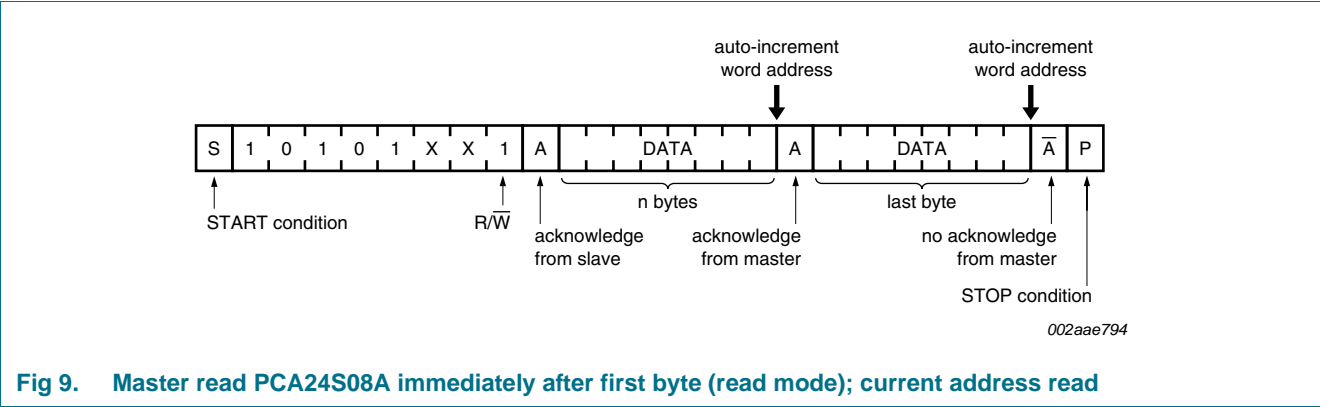 auto-increment
word address
auto-increment
word address
S 1 0 1 0 1 X X 1 A DATA A DATA A̅ P
n bytes
last byte
START condition
R/W̅
acknowledge
from slave
acknowledge
from master
no acknowledge
from master
STOP condition
002aae794
Fig 9. Master read PCA24S08A immediately after first byte (read mode); current address read